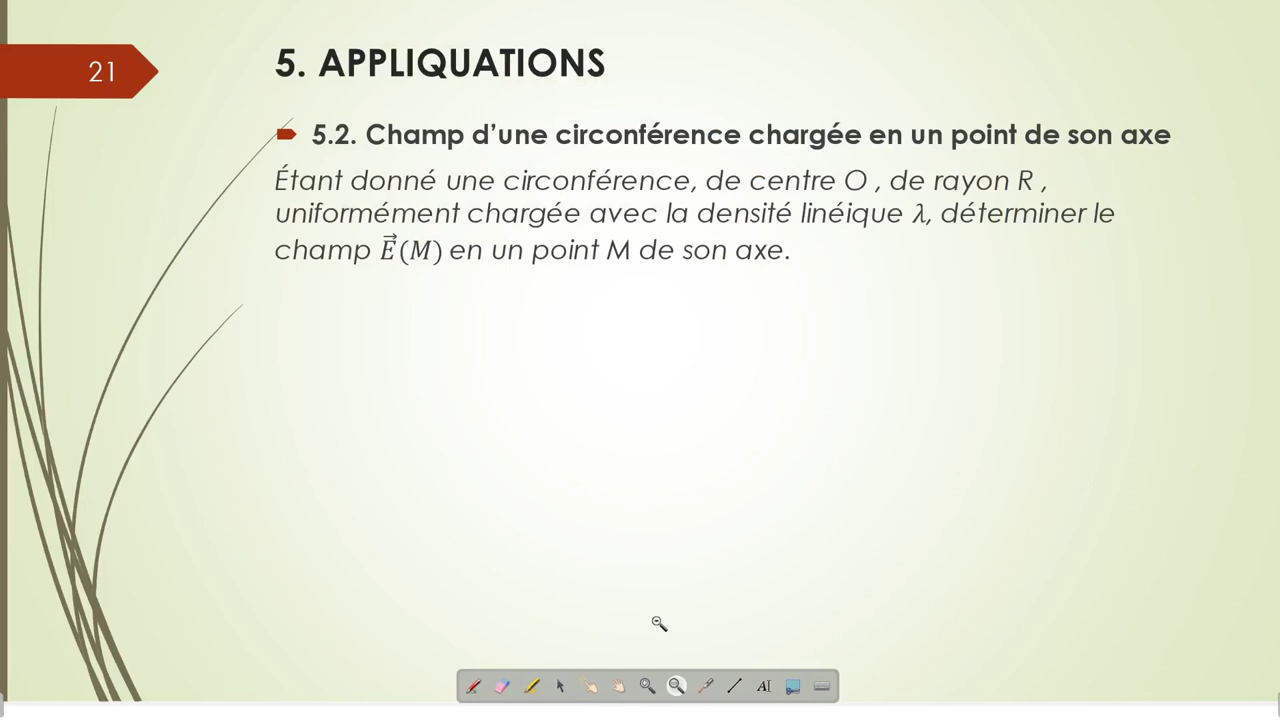 21
5. APPLIQUATIONS
5.2. Champ d’une circonférence chargée en un point de son axe
Étant donné une circonférence, de centre O , de rayon R ,
uniformément chargée avec la densité linéique λ, déterminer le
champ E⃗(M) en un point M de son axe.
AI